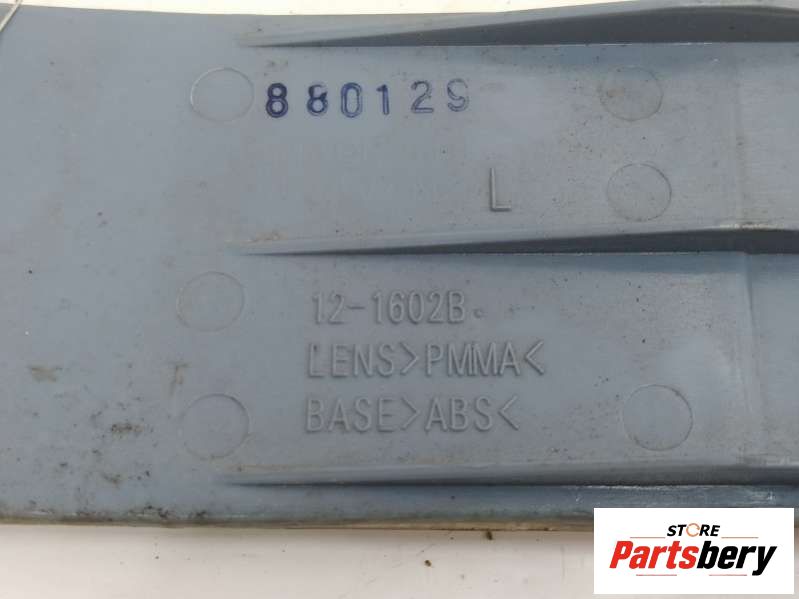 880129
L
12-1602B
LENS>PMMA<
BASE>ABS<
STORE
Partsbery